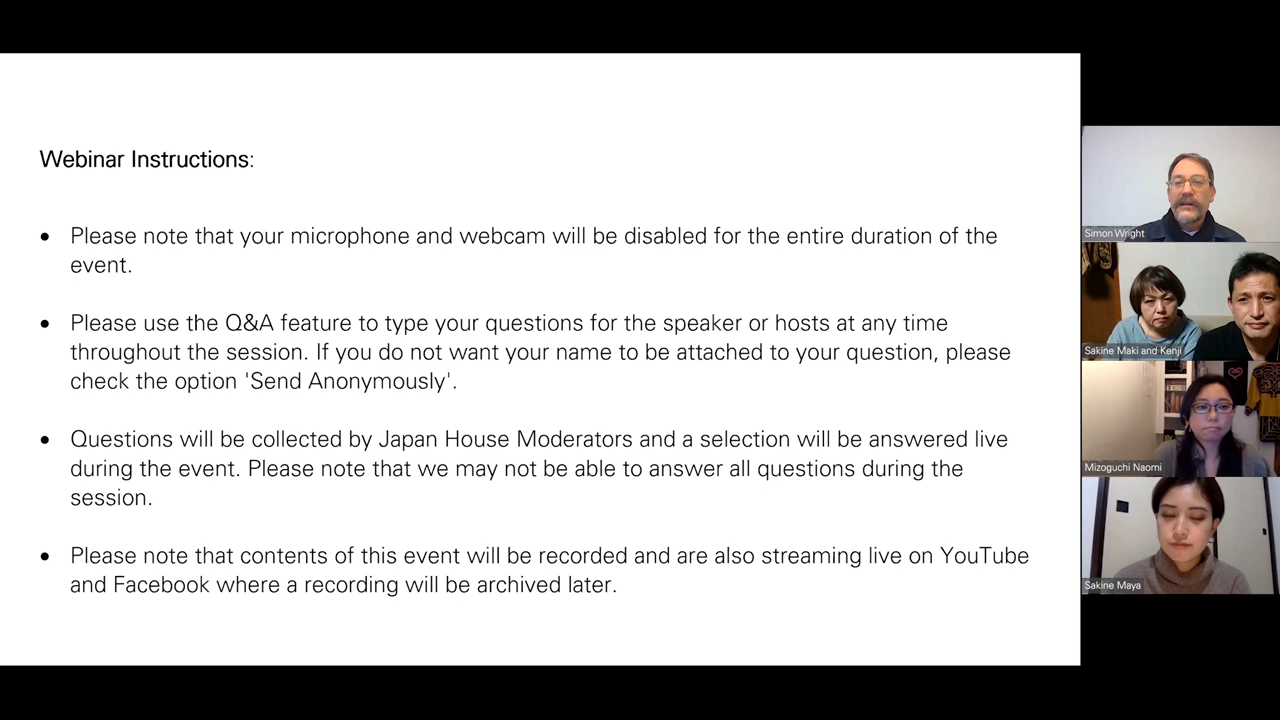 Webinar Instructions:
• Please note that your microphone and webcam will be disabled for the entire duration of the
event.
• Please use the Q&A feature to type your questions for the speaker or hosts at any time
throughout the session. If you do not want your name to be attached to your question, please
check the option 'Send Anonymously'.
• Questions will be collected by Japan House Moderators and a selection will be answered live
during the event. Please note that we may not be able to answer all questions during the
session.
• Please note that contents of this event will be recorded and are also streaming live on YouTube
and Facebook where a recording will be archived later.
Simon Wright
Sakine Maki and Kenji
Mizoguchi Naomi
Sakine Maya